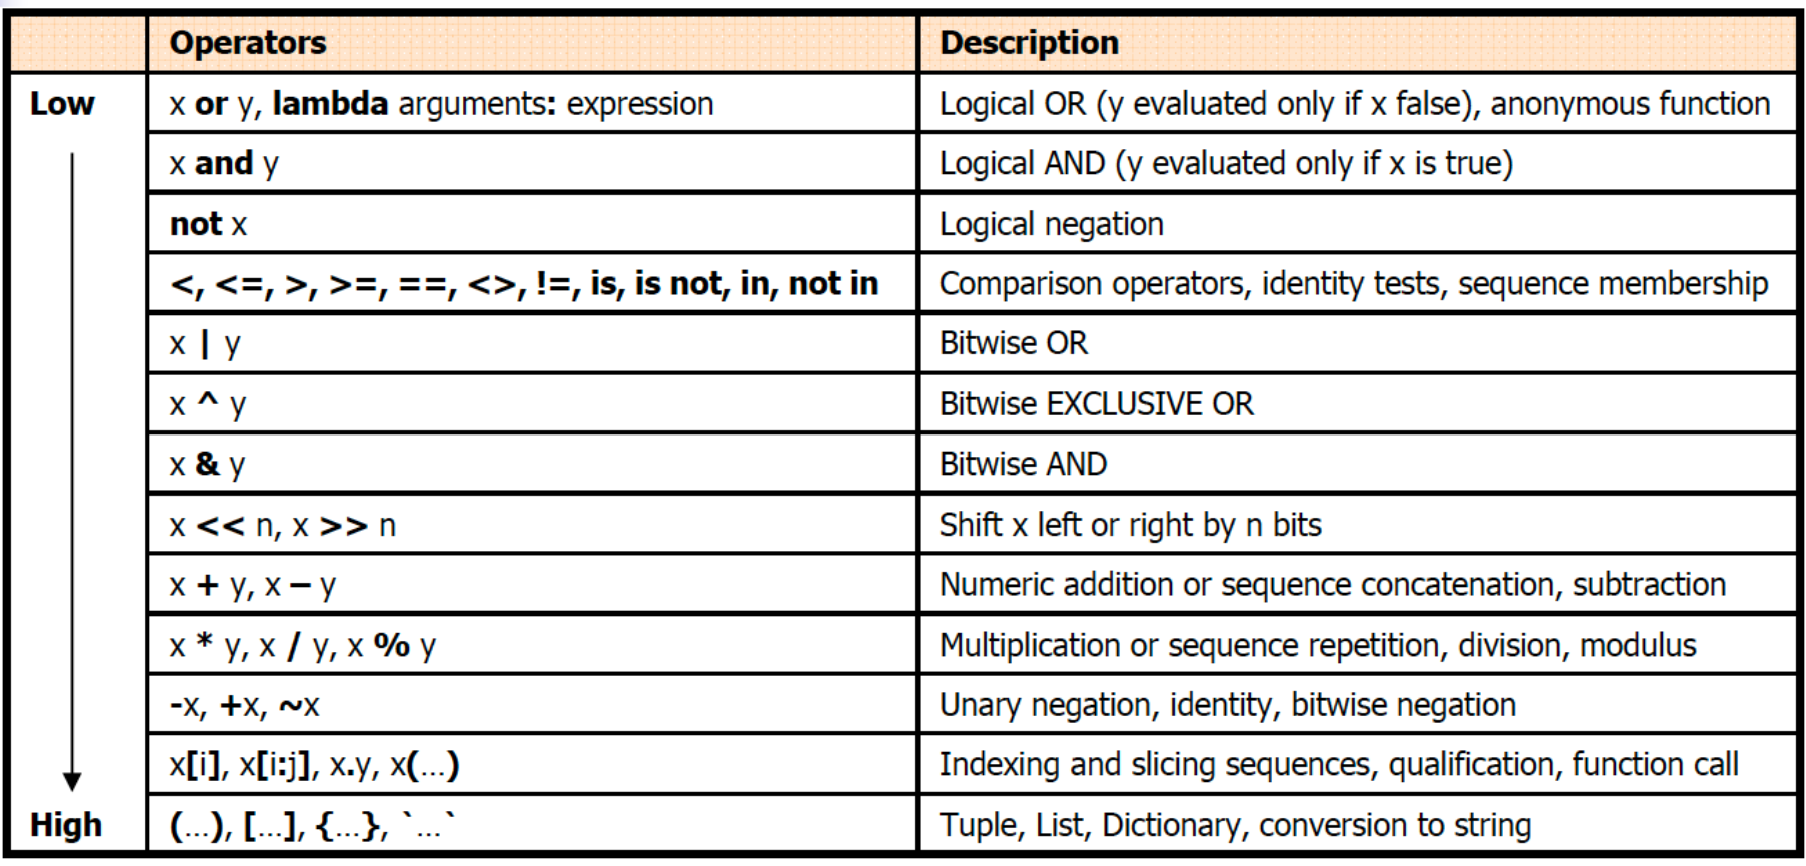 Operators Description
Low x or y, lambda arguments: expression Logical OR (y evaluated only if x false), anonymous function
x and y Logical AND (y evaluated only if x is true)
not x Logical negation
<, <=, >, >=, ==, <>, !=, is, is not, in, not in Comparison operators, identity tests, sequence membership
x | y Bitwise OR
x ^ y Bitwise EXCLUSIVE OR
x & y Bitwise AND
x << n, x >> n Shift x left or right by n bits
x + y, x – y Numeric addition or sequence concatenation, subtraction
x * y, x / y, x % y Multiplication or sequence repetition, division, modulus
-x, +x, ~x Unary negation, identity, bitwise negation
x[i], x[i:j], x.y, x(...) Indexing and slicing sequences, qualification, function call
High (...), [...], {...}, `...` Tuple, List, Dictionary, conversion to string